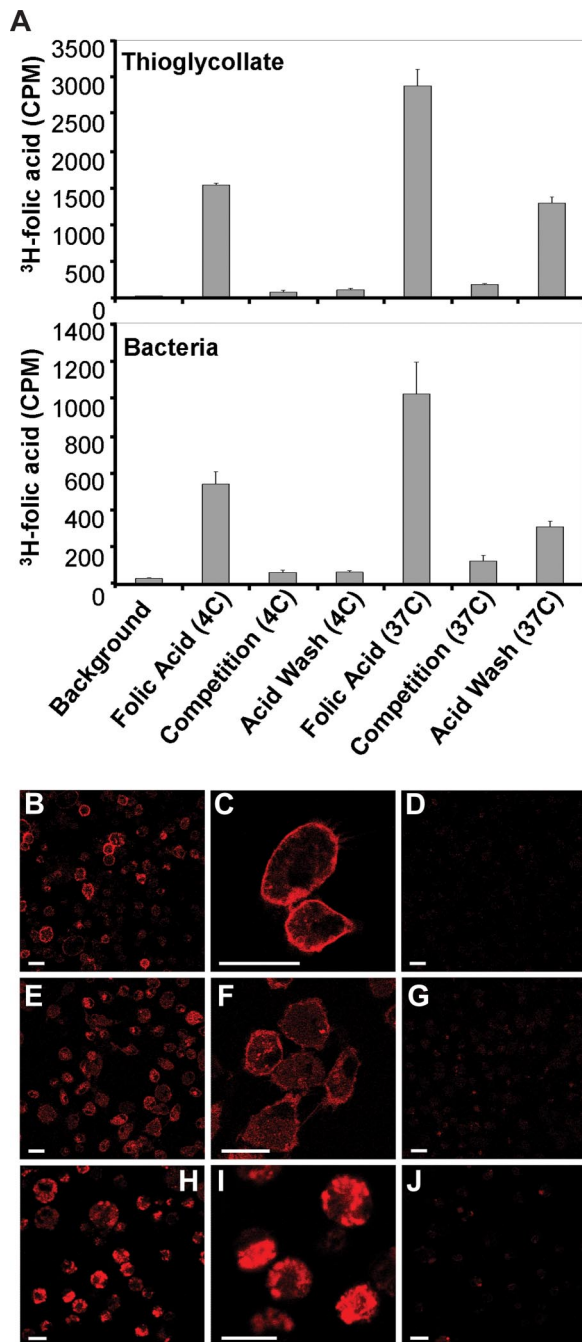 A
Thioglycollate
³H-folic acid (CPM)
3500
3000
2500
2000
1500
1000
500
0
Bacteria
³H-folic acid (CPM)
1400
1200
1000
800
600
400
200
0
Background
Folic Acid (4C)
Competition (4C)
Acid Wash (4C)
Folic Acid (37C)
Competition (37C)
Acid Wash (37C)
B
C
D
E
F
G
H
I
J